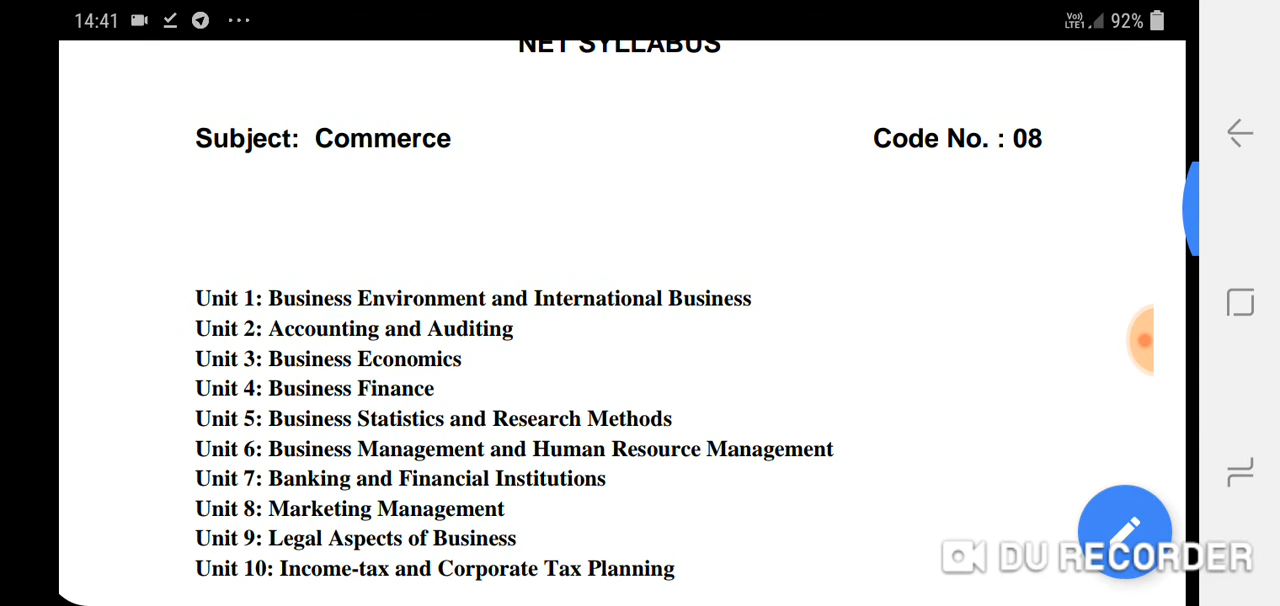 14:41 ... Vo)) LTE1 92%
NET SYLLABUS
Subject: Commerce Code No. : 08
Unit 1: Business Environment and International Business
Unit 2: Accounting and Auditing
Unit 3: Business Economics
Unit 4: Business Finance
Unit 5: Business Statistics and Research Methods
Unit 6: Business Management and Human Resource Management
Unit 7: Banking and Financial Institutions
Unit 8: Marketing Management
Unit 9: Legal Aspects of Business
Unit 10: Income-tax and Corporate Tax Planning
DU RECORDER